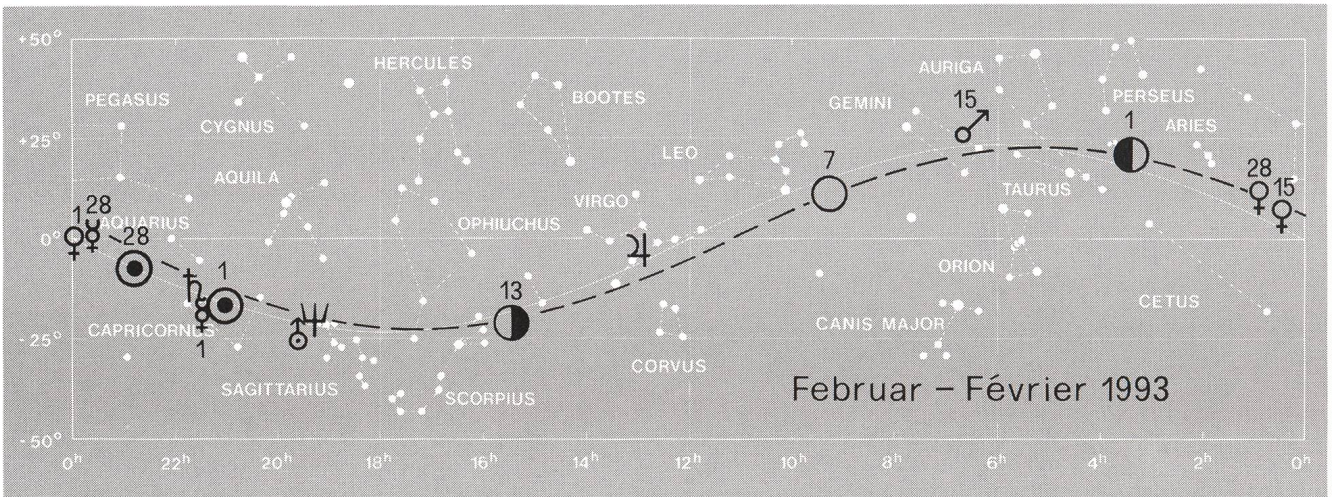 +50°
HERCULES
AURIGA
PEGASUS
BOOTES
GEMINI
15
PERSEUS
CYGNUS
1
ARIES
+25°
LEO
7
AQUILA
28
15
TAURUS
VIRGO
1 28
AQUARIUS
OPHIUCHUS
28
0°
1
ORION
13
CETUS
CAPRICORNUS
CANIS MAJOR
-25°
1
CORVUS
SAGITTARIUS
SCORPIUS
Februar – Février 1993
-50°
0h 22h 20h 18h 16h 14h 12h 10h 8h 6h 4h 2h 0h